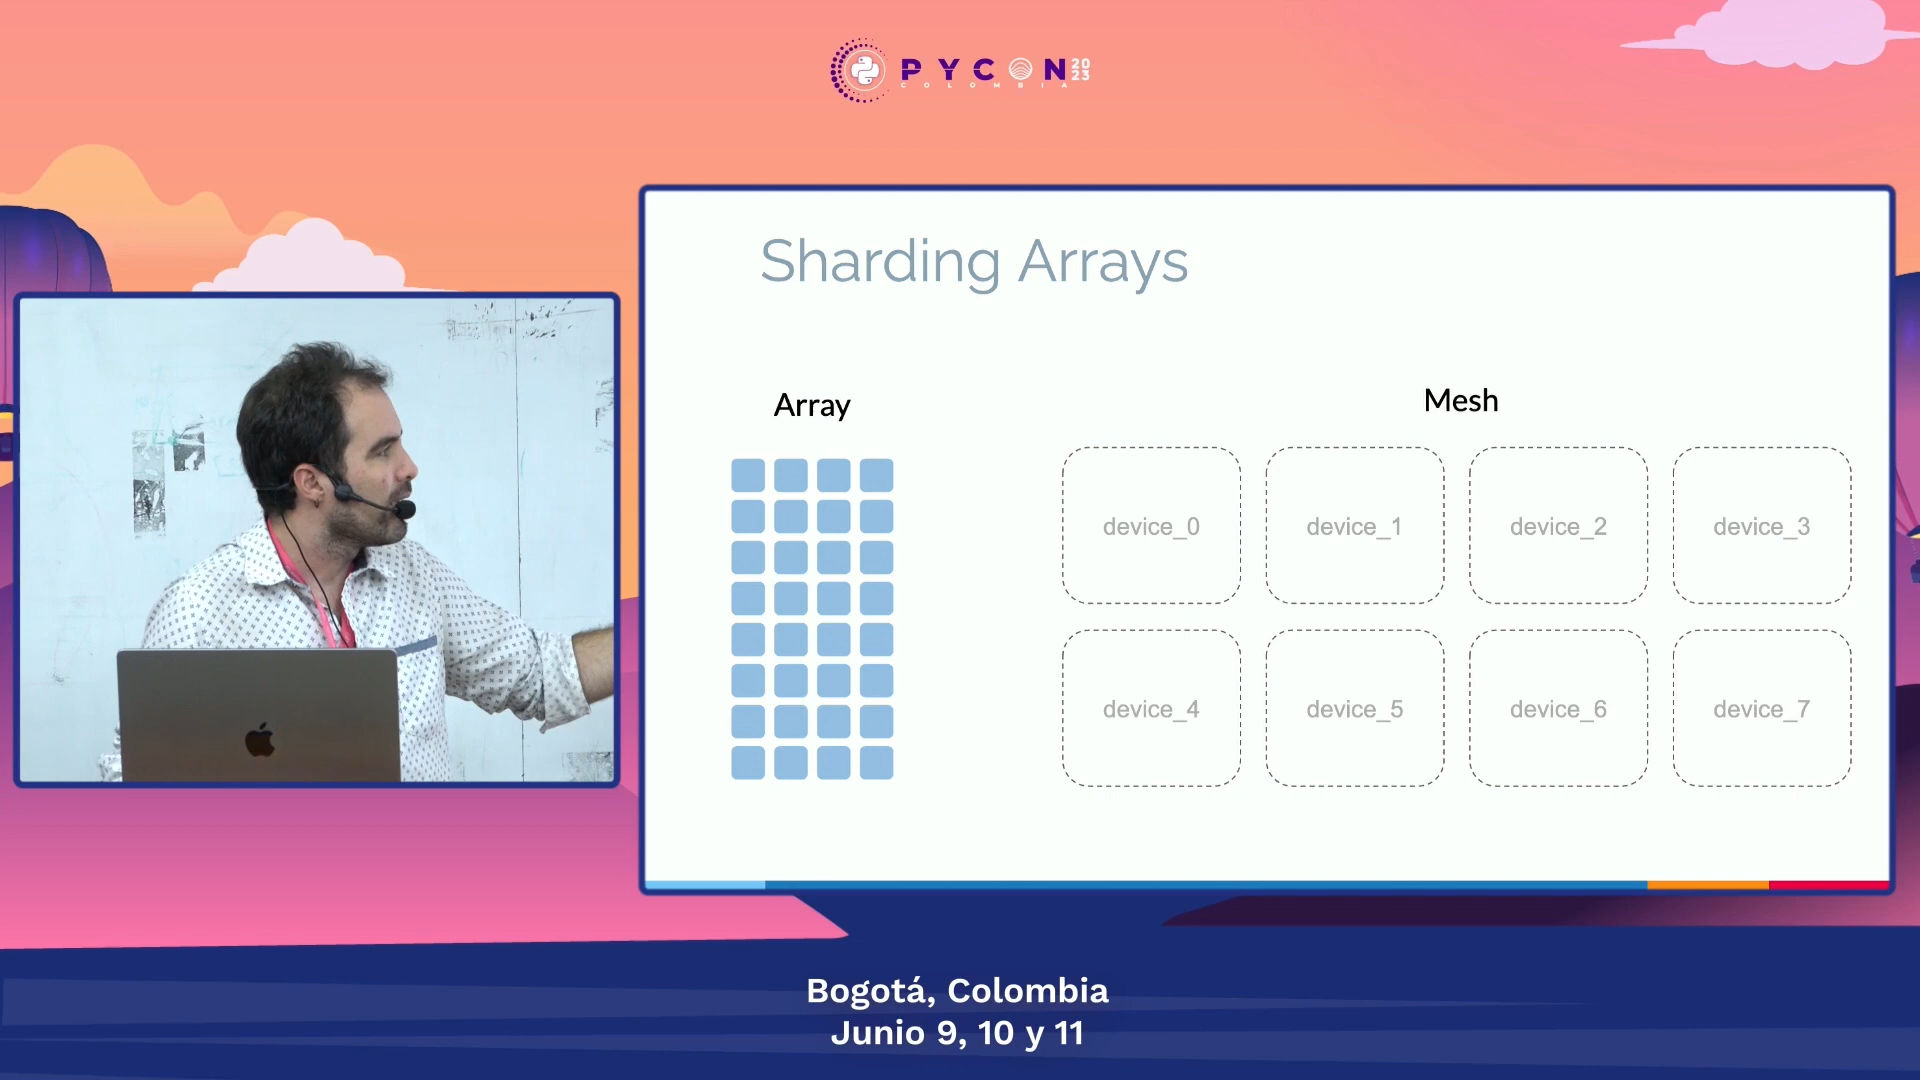 PYCON 2023
COLOMBIA
Sharding Arrays
Array
Mesh
device_0 device_1 device_2 device_3
device_4 device_5 device_6 device_7
Bogotá, Colombia
Junio 9, 10 y 11